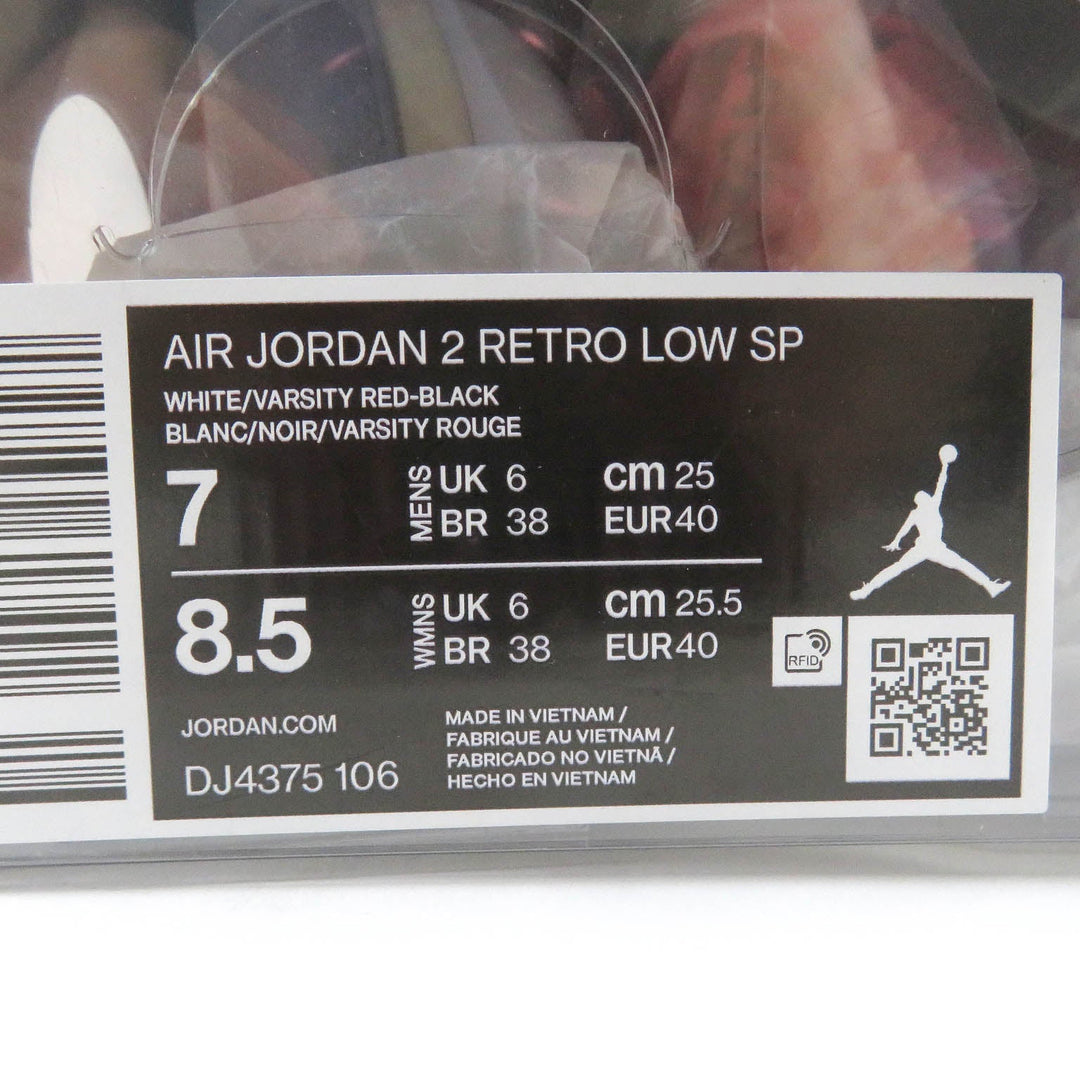 AIR JORDAN 2 RETRO LOW SP
WHITE/VARSITY RED-BLACK
BLANC/NOIR/VARSITY ROUGE
7 MENS UK 6 cm 25
BR 38 EUR 40
8.5 WMNS UK 6 cm 25.5
BR 38 EUR 40
RFID
JORDAN.COM
DJ4375 106
MADE IN VIETNAM /
FABRIQUE AU VIETNAM /
FABRICADO NO VIETNÃ /
HECHO EN VIETNAM